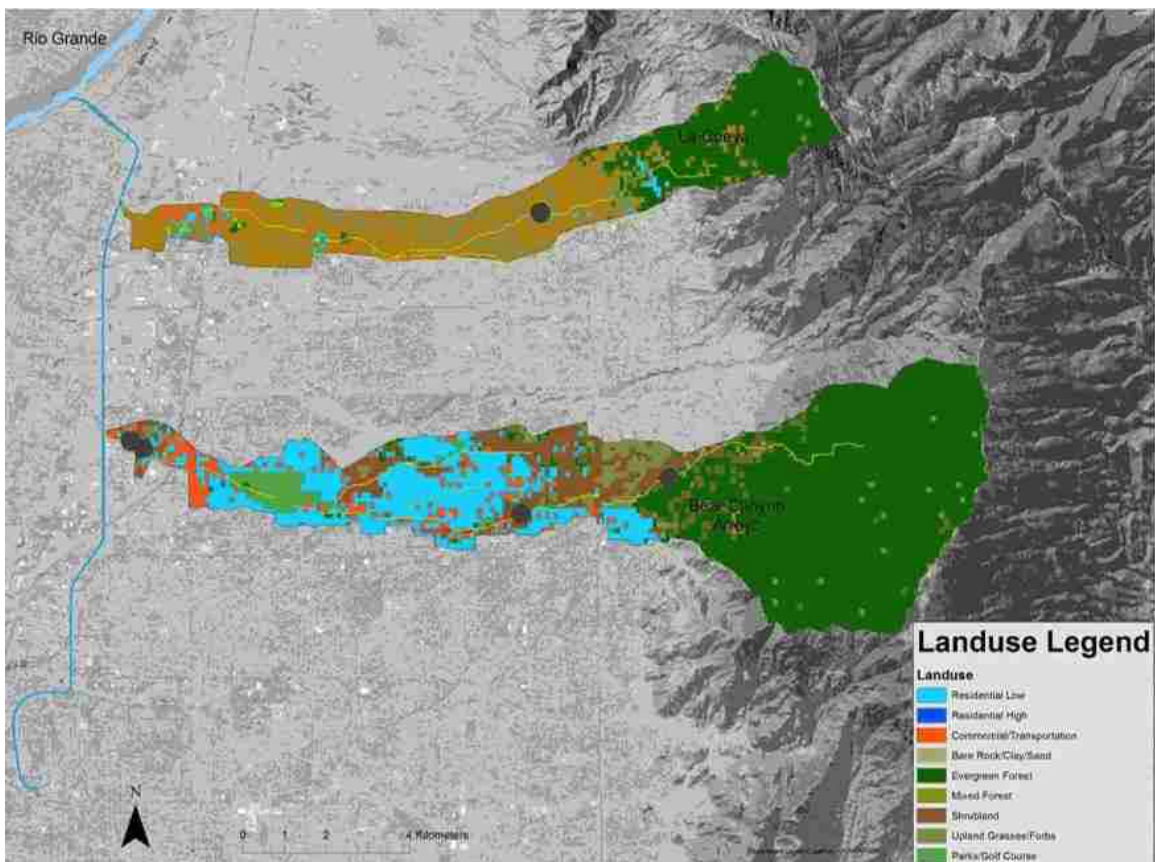 Rio Grande
La Cueva
Bear Canyon
Arroyo
Landuse Legend
Landuse
Residential Low
Residential High
Commercial/Transportation
Bare Rock/Clay/Sand
Evergreen Forest
Mixed Forest
Shrubland
Upland Grasses/Forbs
Parks/Golf Course
N
0 1 2 4 Kilometers